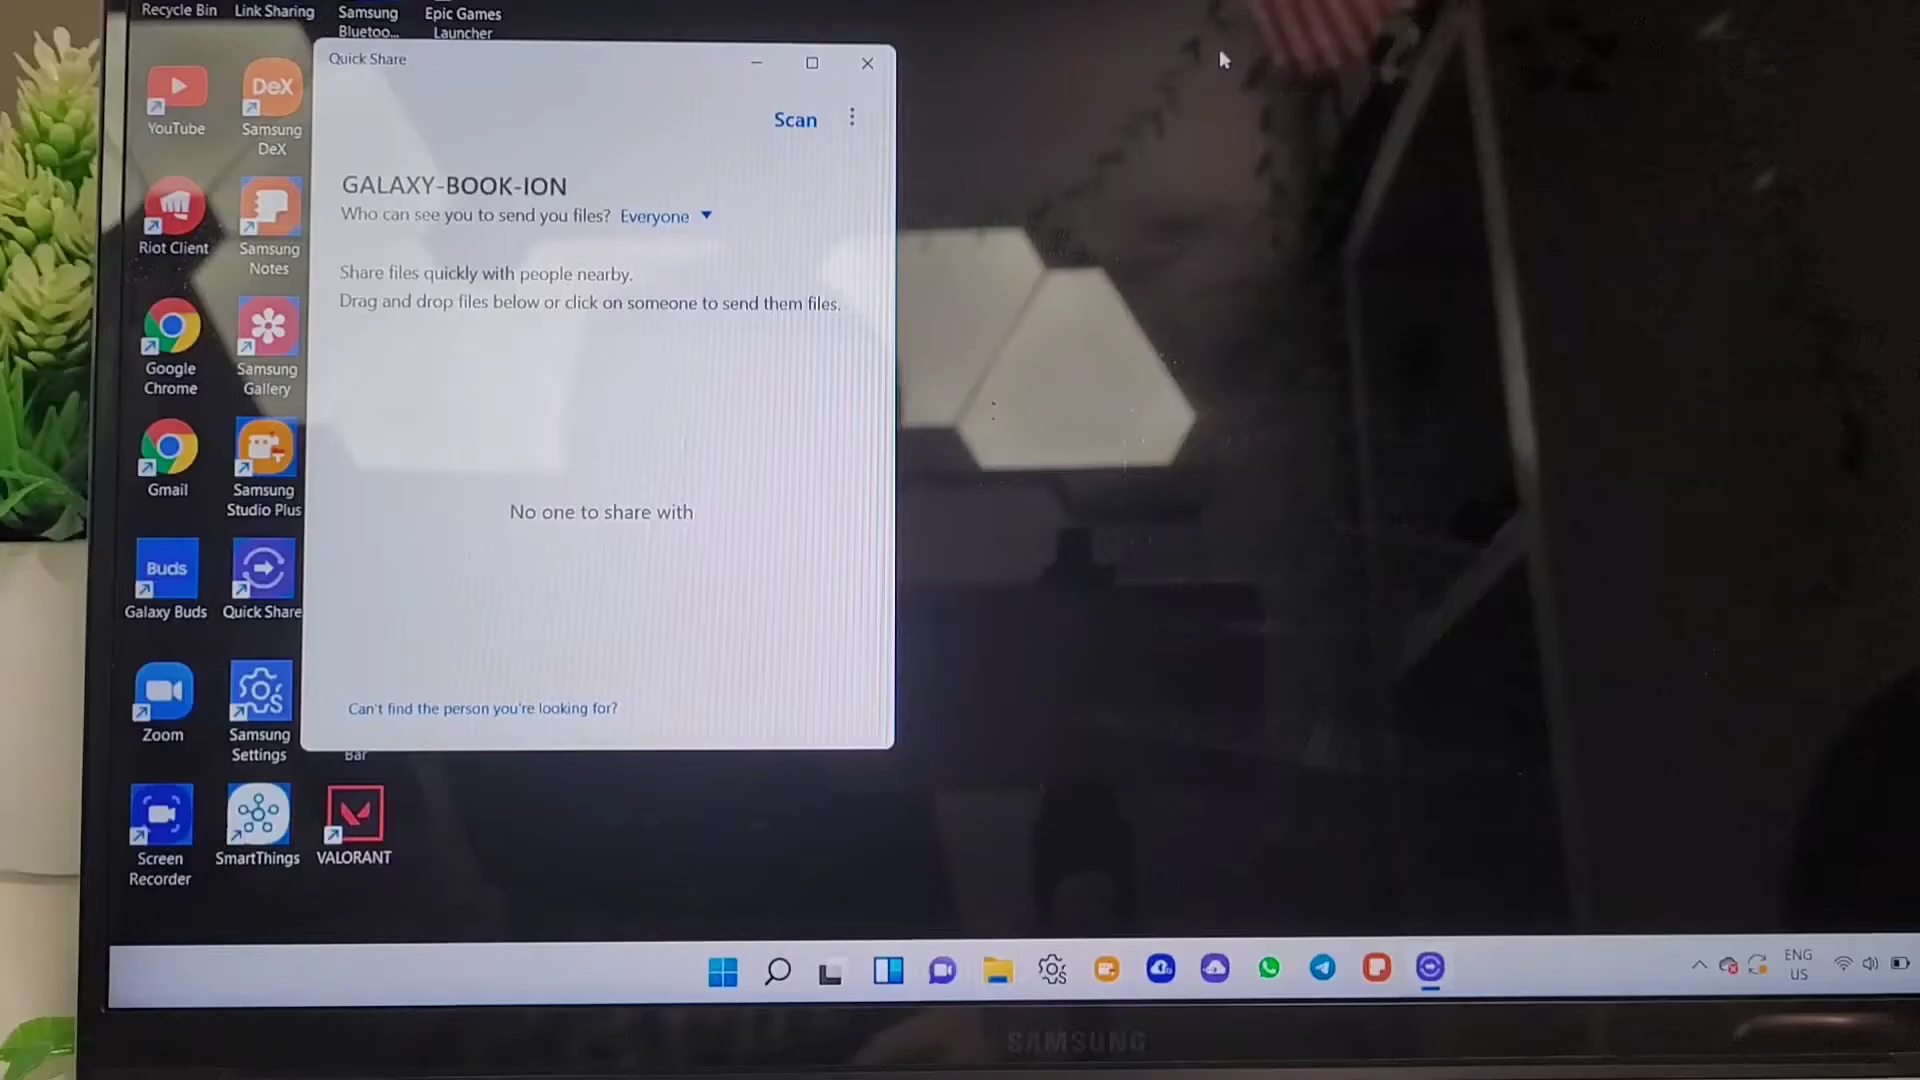 Recycle Bin
Link Sharing
Samsung
Bluetoo...
Epic Games
Launcher
YouTube
DeX
Samsung
DeX
Riot Client
Samsung
Notes
Google
Chrome
Samsung
Gallery
Gmail
Samsung
Studio Plus
Buds
Galaxy Buds
Quick Share
Zoom
Samsung
Settings
Bar
Screen
Recorder
SmartThings
VALORANT
Quick Share
Scan
GALAXY-BOOK-ION
Who can see you to send you files? Everyone
Share files quickly with people nearby.
Drag and drop files below or click on someone to send them files.
No one to share with
Can't find the person you're looking for?
ENG
US
SAMSUNG